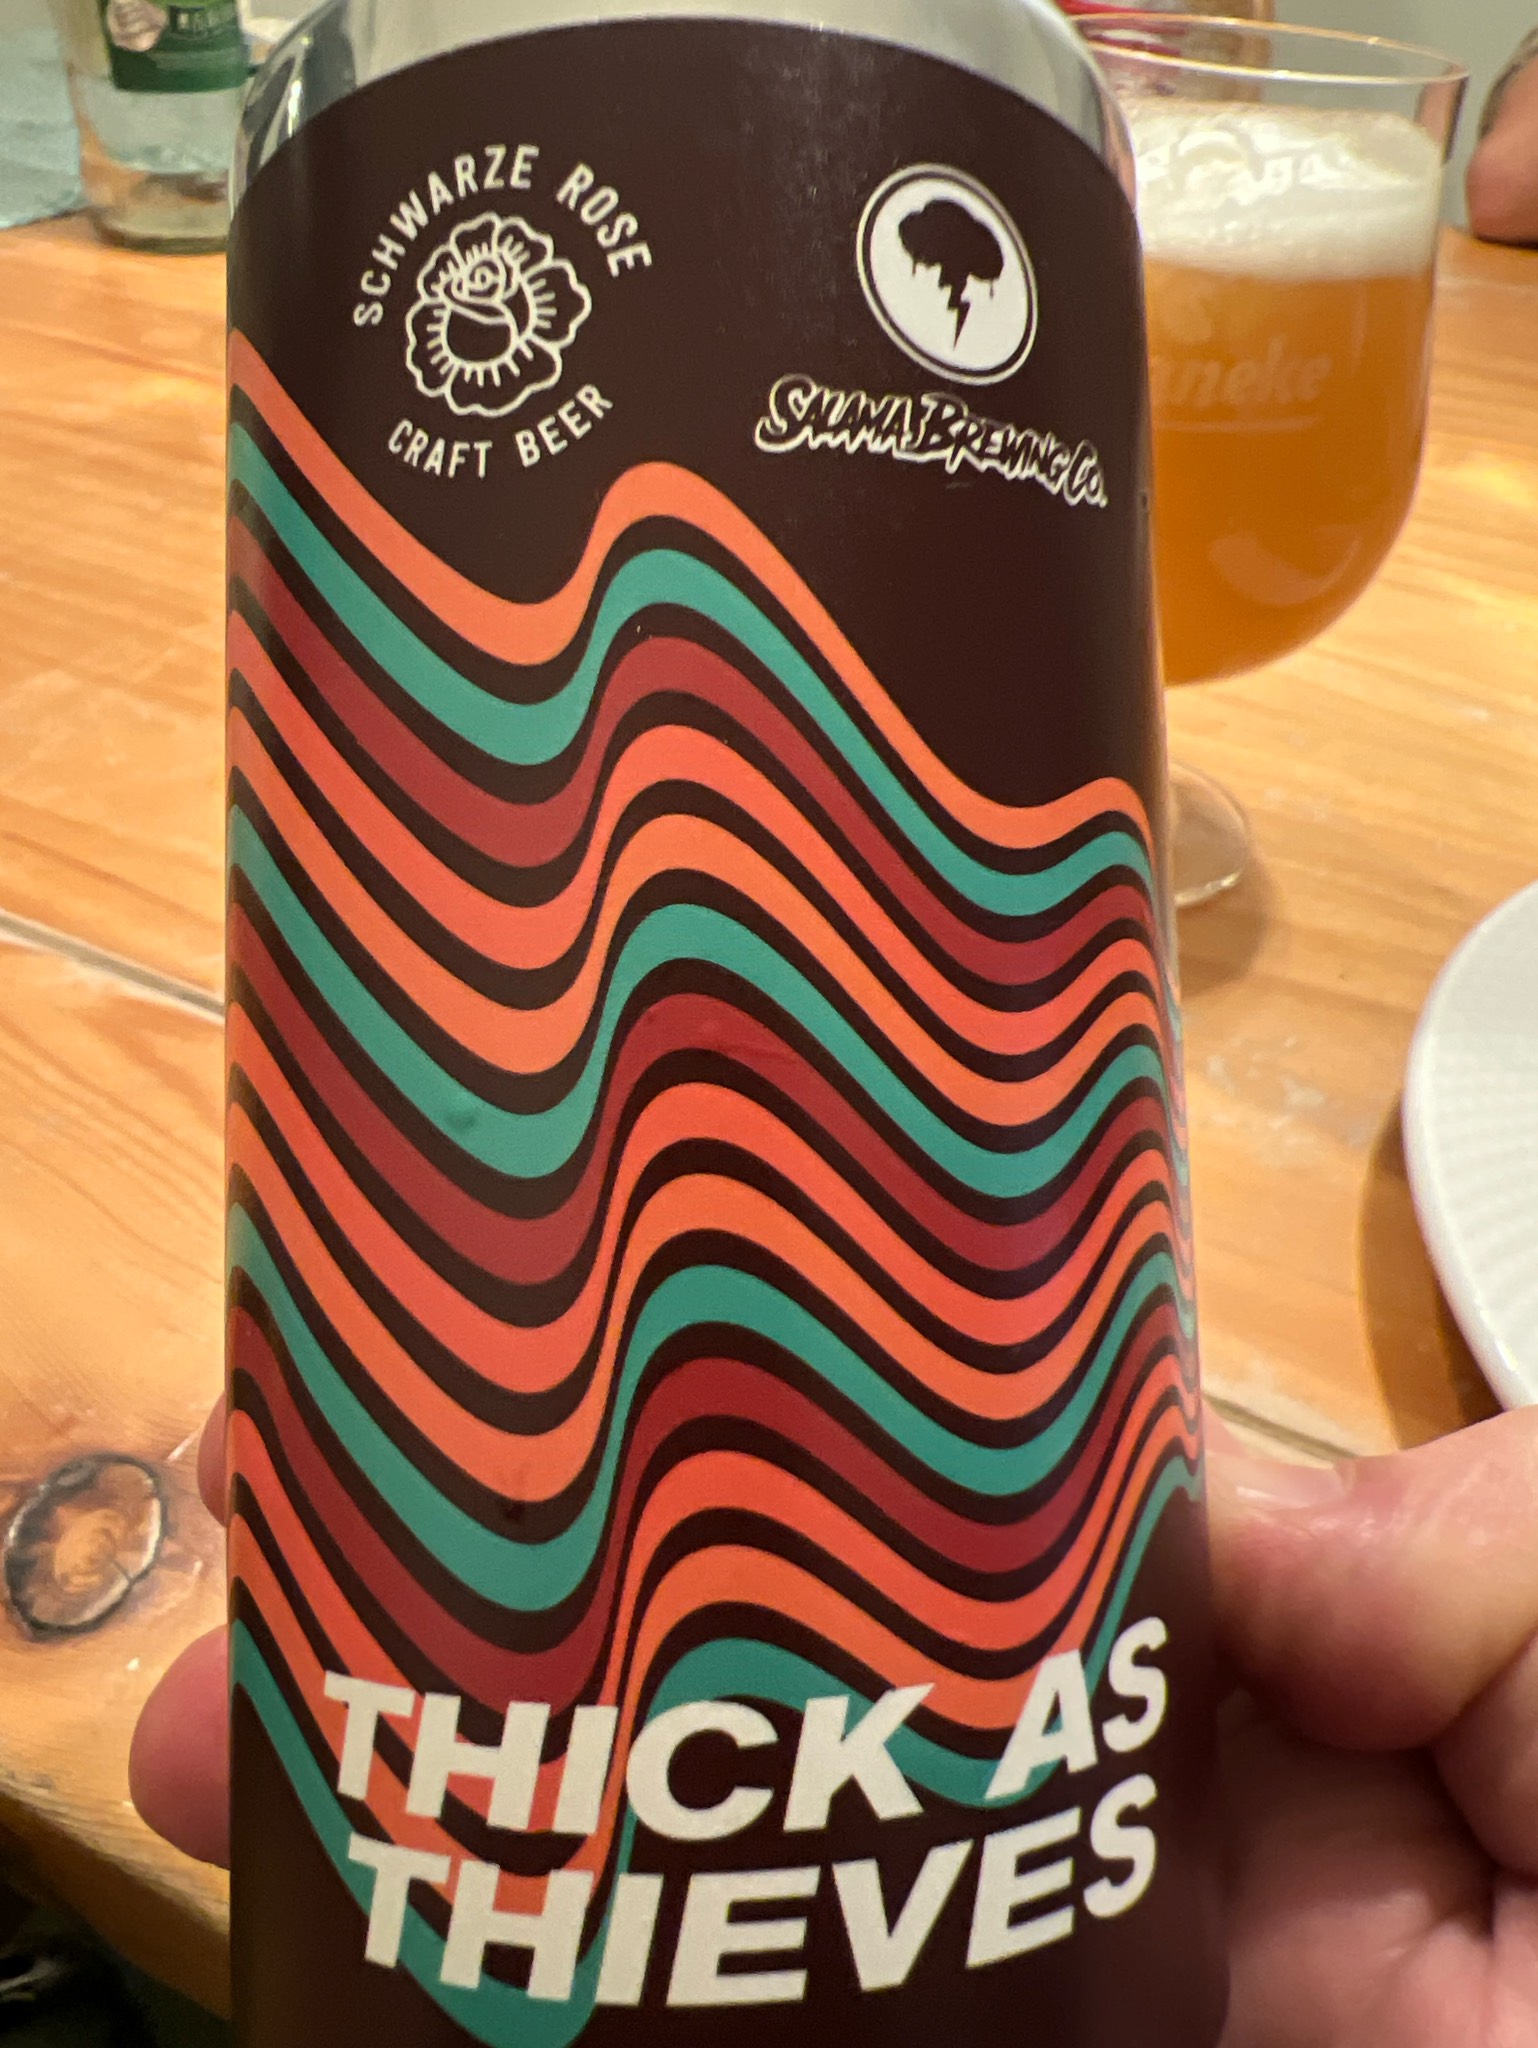 SCHWARZE ROSE
CRAFT BEER
SALAMA BREWING CO.
THICK AS
THIEVES